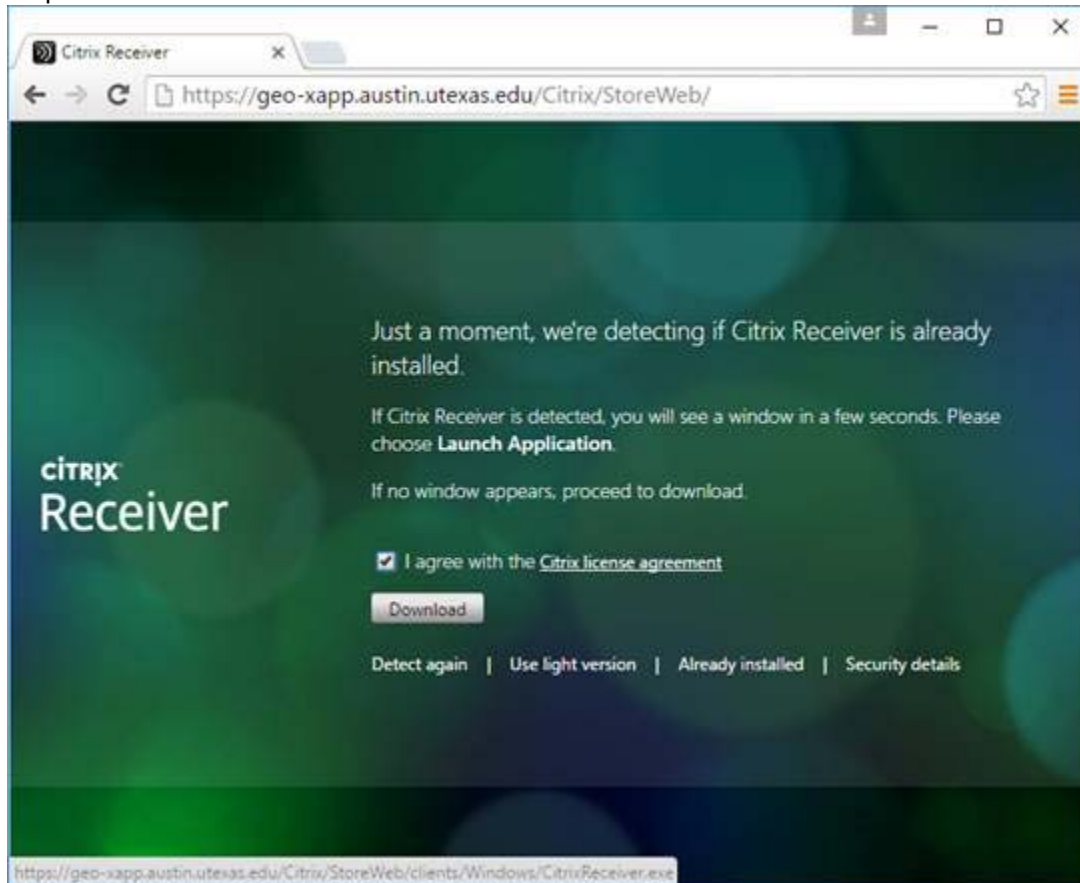 Citrix Receiver
https://geo-xapp.austin.utexas.edu/Citrix/StoreWeb/
Just a moment, we're detecting if Citrix Receiver is already
installed.
If Citrix Receiver is detected, you will see a window in a few seconds. Please
choose Launch Application.
If no window appears, proceed to download.
CİTRIX
Receiver
I agree with the Citrix license agreement
Download
Detect again | Use light version | Already installed | Security details
https://geo-xapp.austin.utexas.edu/Citrix/StoreWeb/clients/Windows/CitrixReceiver.exe